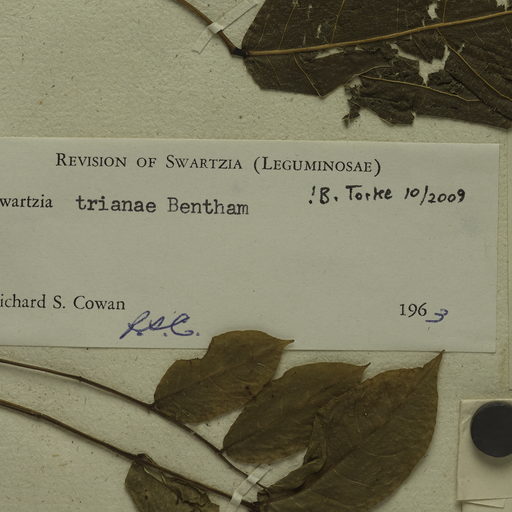 REVISION OF SWARTZIA (LEGUMINOSAE)
wartzia trianae Bentham !B. Torke 10/2009
ichard S. Cowan 1963
R.S.C.